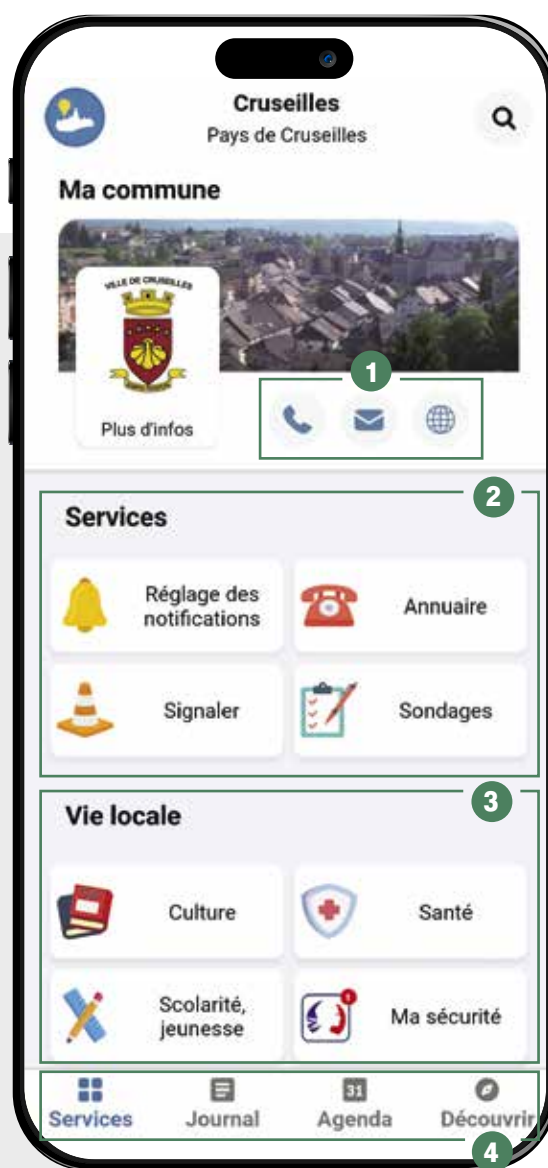 Cruseilles
Pays de Cruseilles
Ma commune
VILLE DE CRUSEILLES
Plus d'infos
1
2
Services
Réglage des
notifications
Annuaire
Signaler
Sondages
3
Vie locale
Culture
Santé
Scolarité,
jeunesse
Ma sécurité
31
Services
Journal
Agenda
Découvrir
4